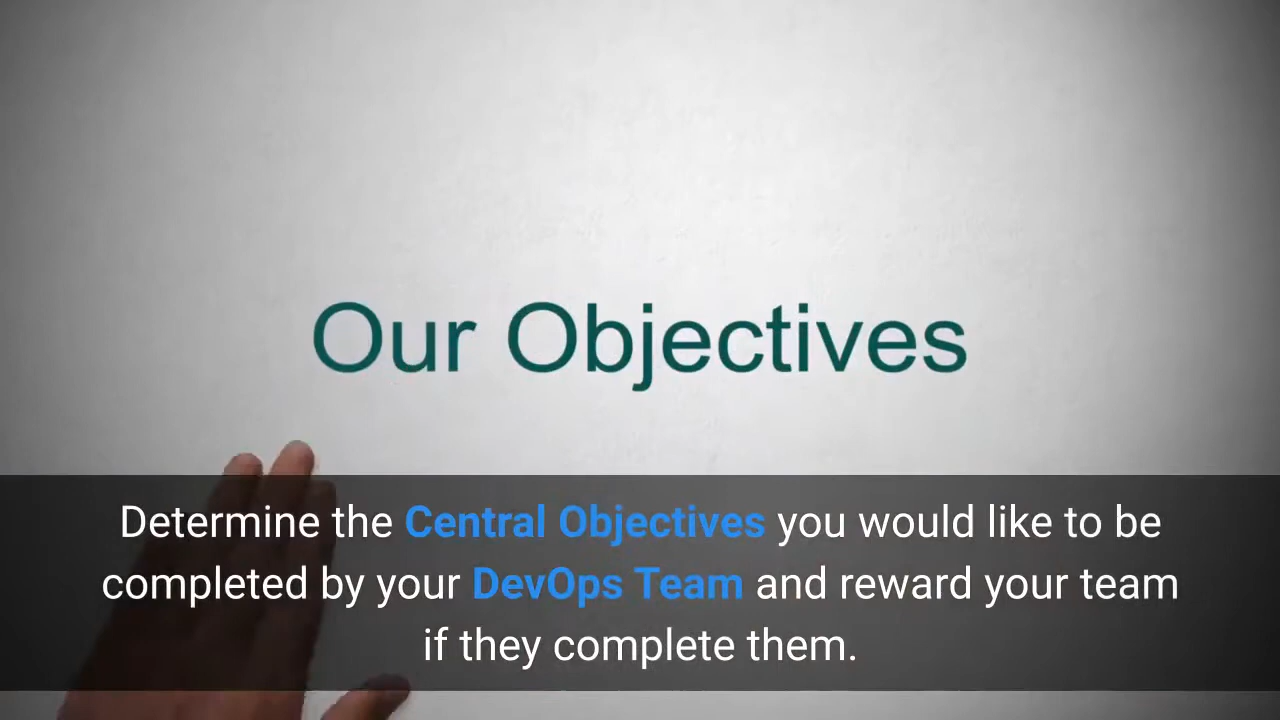 Our Objectives
Determine the Central Objectives you would like to be
completed by your DevOps Team and reward your team
if they complete them.